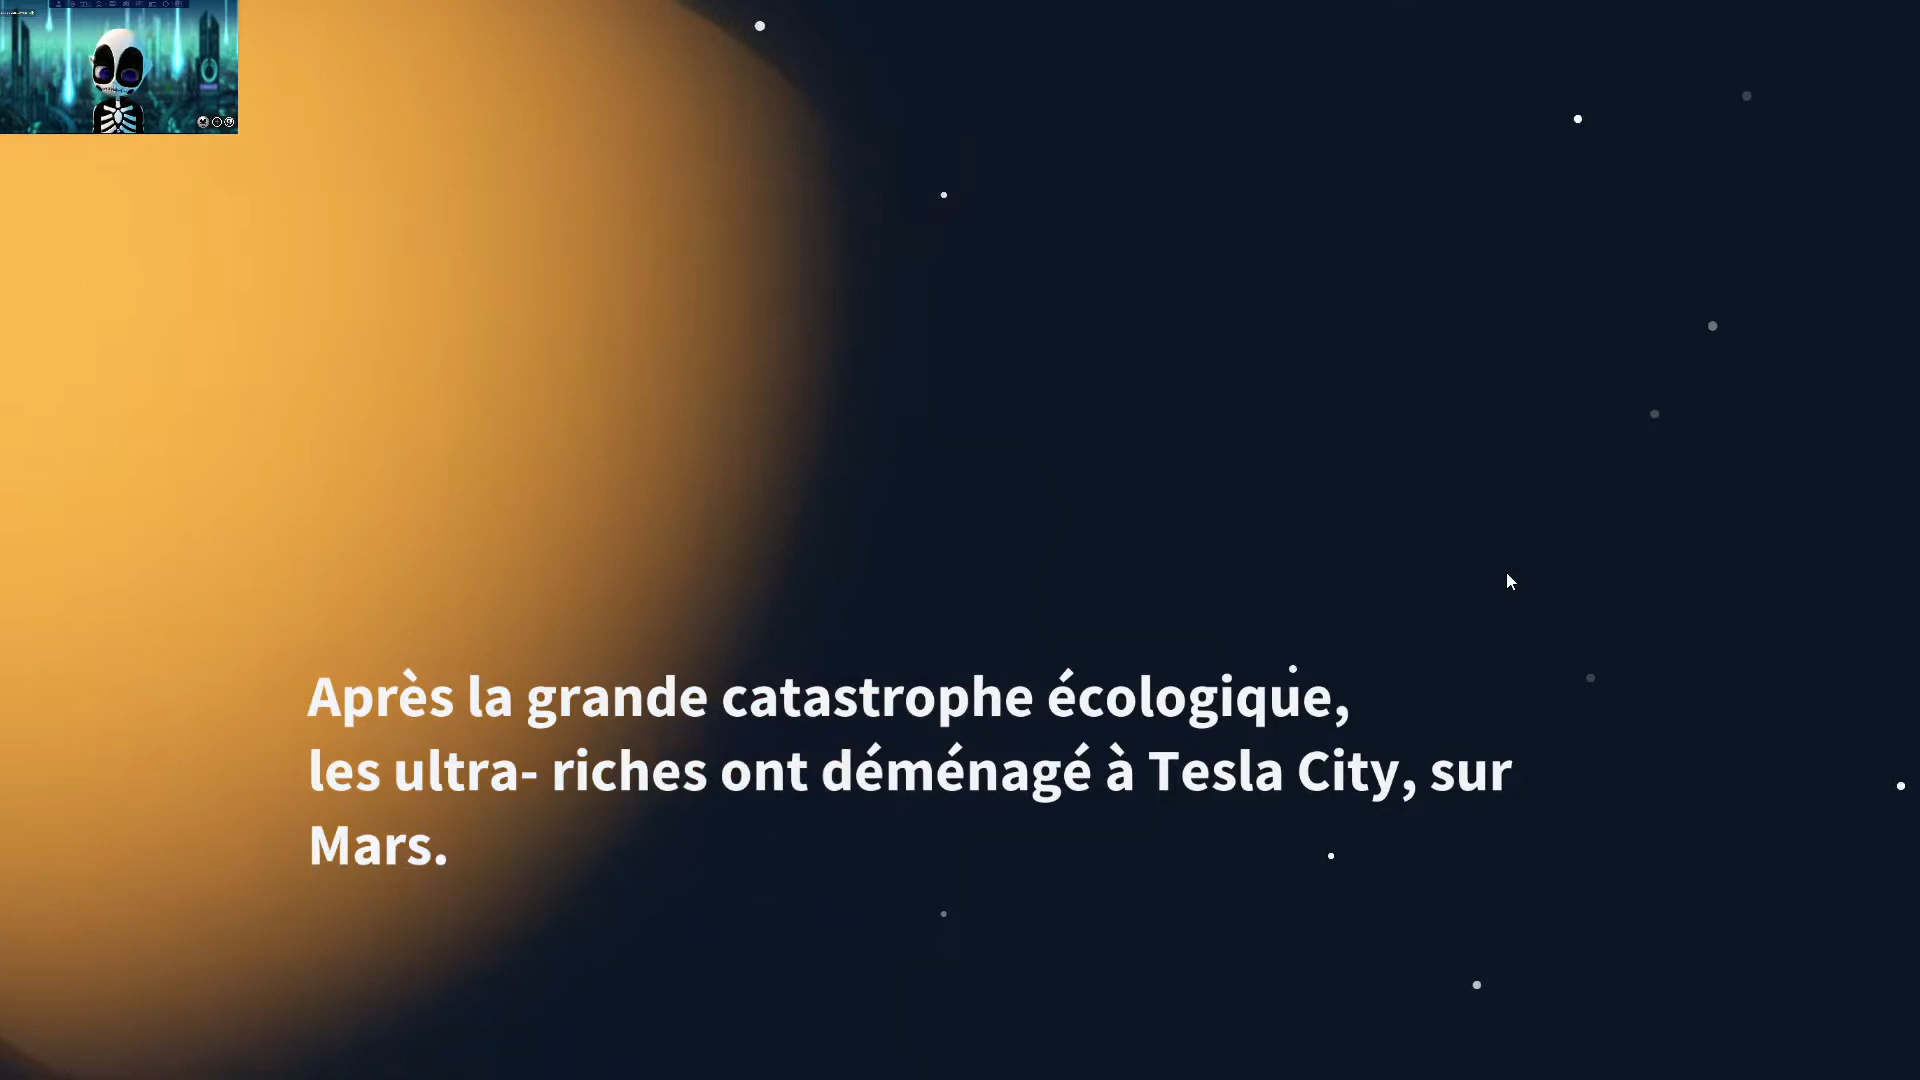 Après la grande catastrophe écologique,
les ultra- riches ont déménagé à Tesla City, sur
Mars.